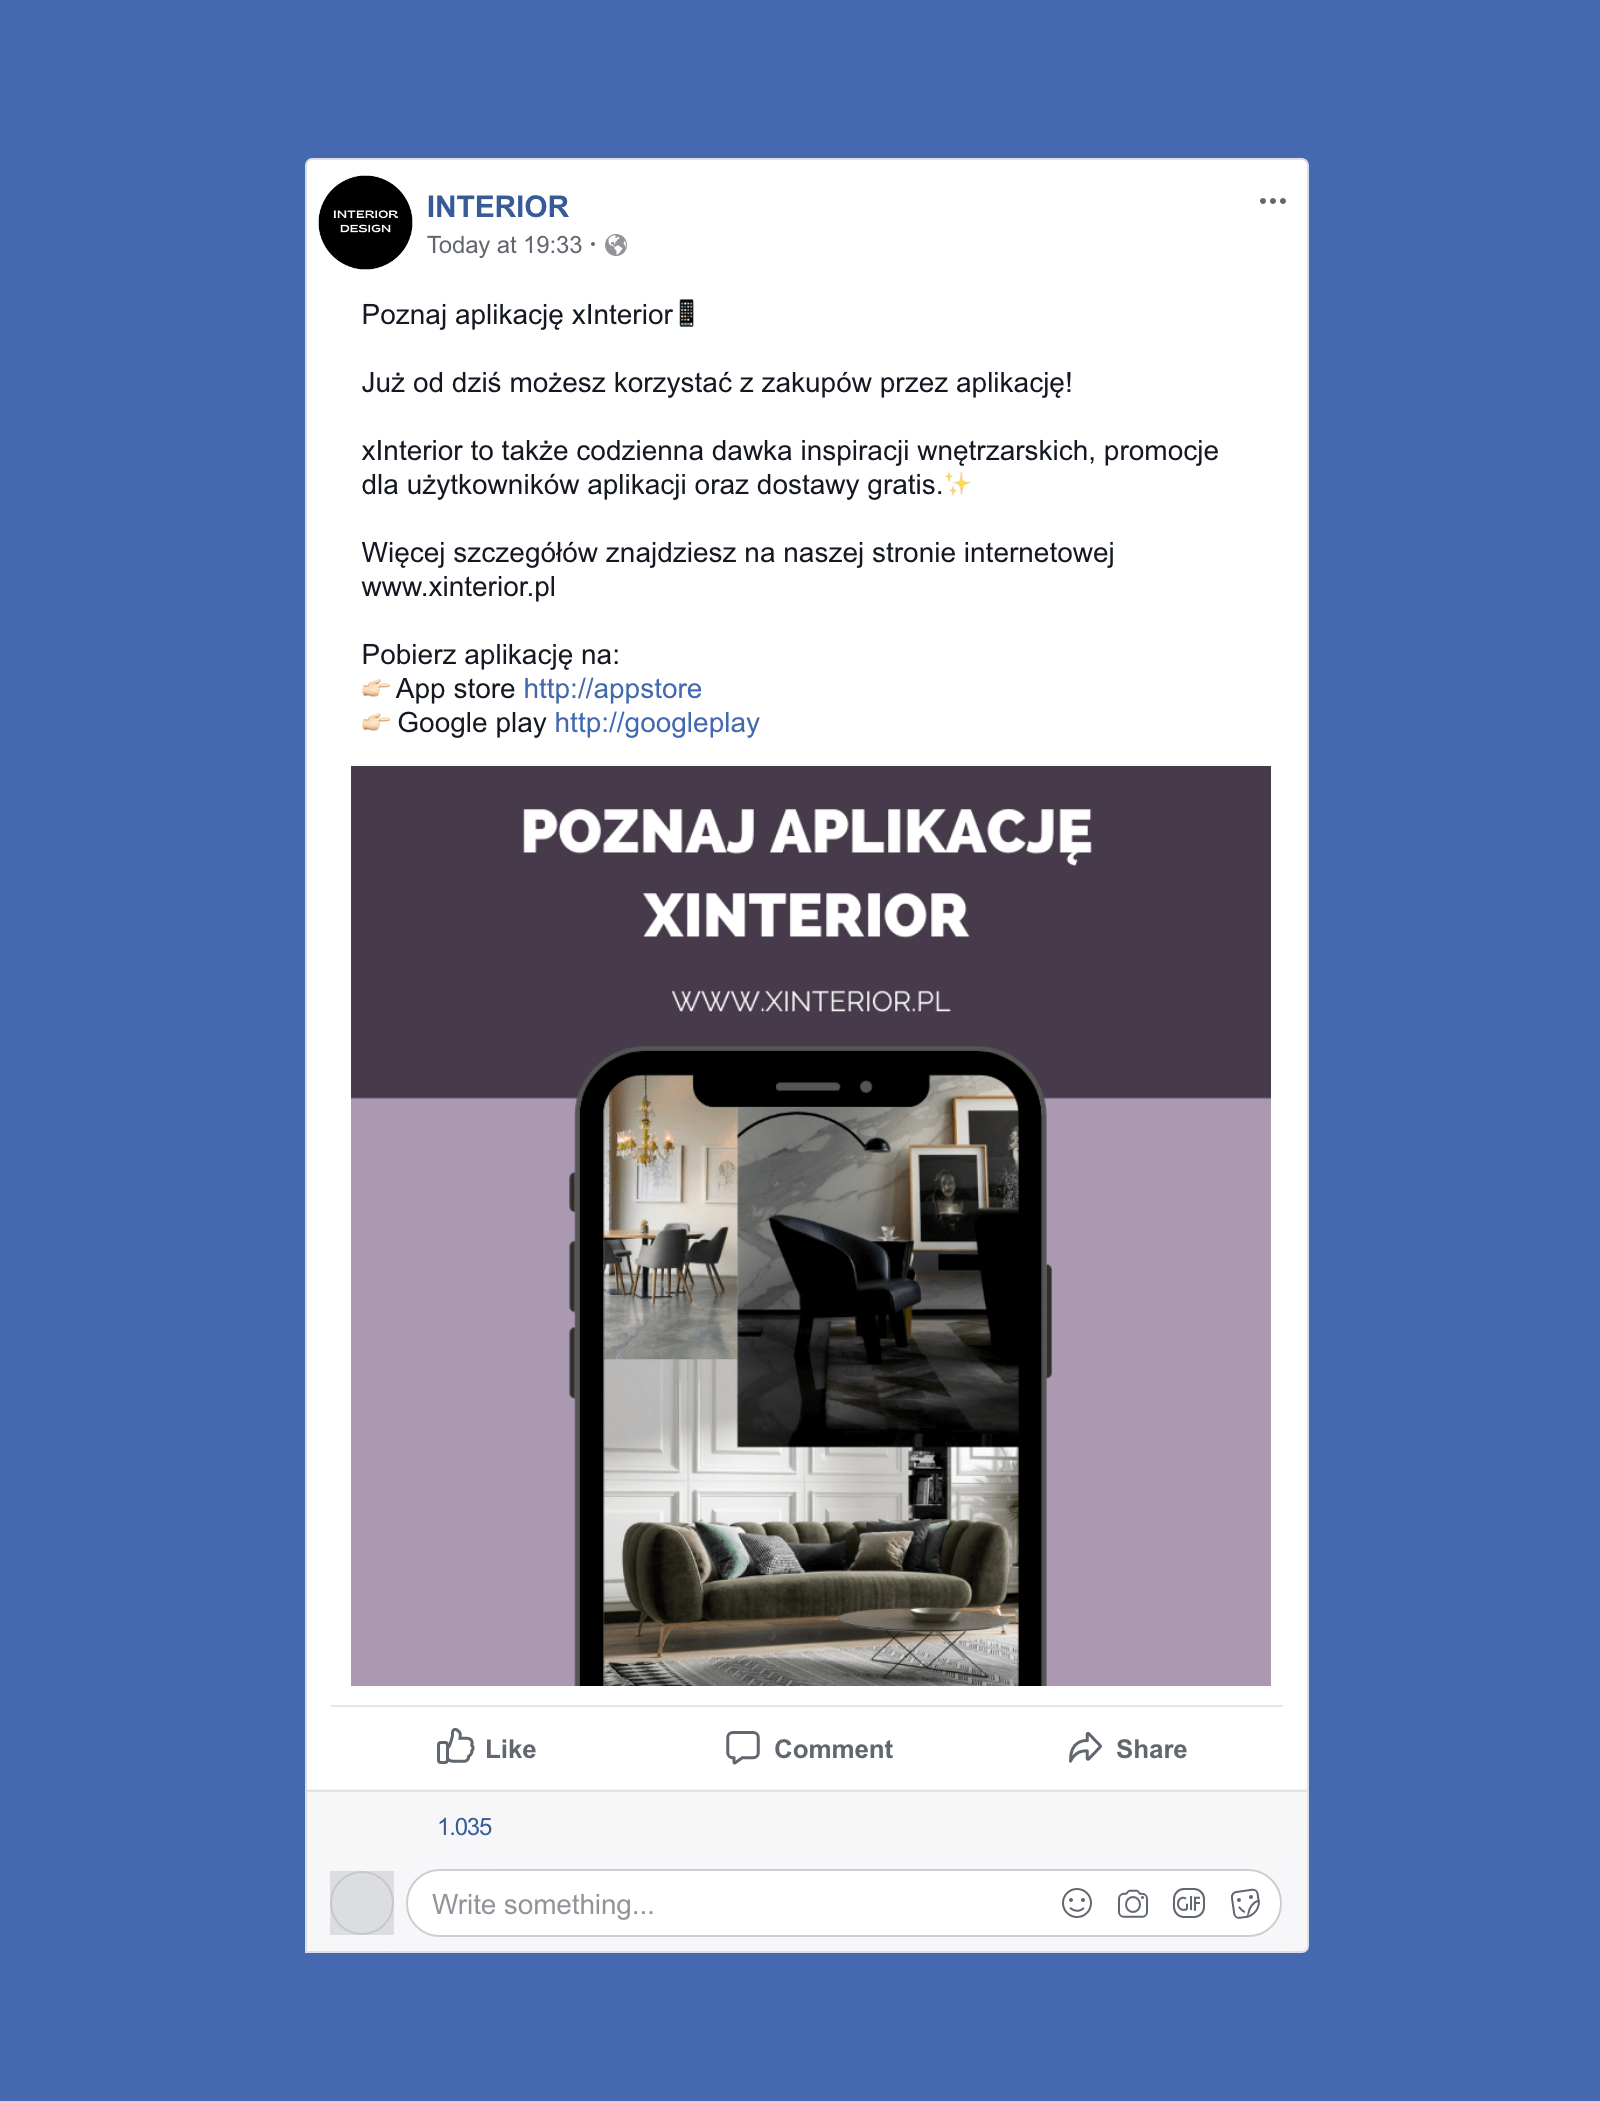 INTERIOR
DESIGN
INTERIOR
Today at 19:33 ·
Poznaj aplikację xInterior📱
Już od dziś możesz korzystać z zakupów przez aplikację!
xInterior to także codzienna dawka inspiracji wnętrzarskich, promocje
dla użytkowników aplikacji oraz dostawy gratis.✨
Więcej szczegółów znajdziesz na naszej stronie internetowej
www.xinterior.pl
Pobierz aplikację na:
👉🏻 App store http://appstore
👉🏻 Google play http://googleplay
POZNAJ APLIKACJĘ
XINTERIOR
WWW.XINTERIOR.PL
Like Comment Share
1.035
Write something... GIF